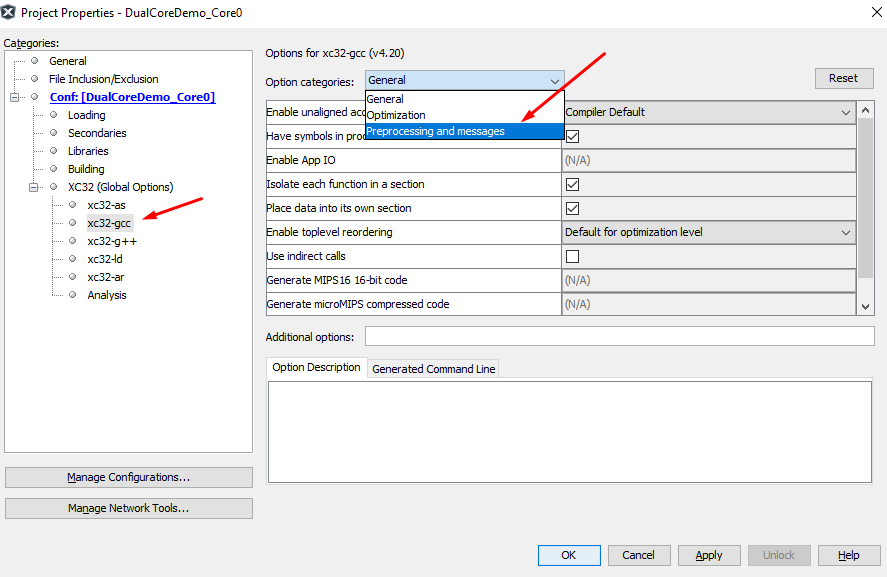 Project Properties - DualCoreDemo_Core0
Categories:
General
File Inclusion/Exclusion
Conf: [DualCoreDemo_Core0]
Loading
Secondaries
Libraries
Building
XC32 (Global Options)
xc32-as
xc32-gcc
xc32-g++
xc32-ld
xc32-ar
Analysis
Manage Configurations...
Manage Network Tools...
Options for xc32-gcc (v4.20)
Option categories: General Reset
General
Optimization
Preprocessing and messages
Enable unaligned Compiler Default
Have symbols in
Enable App IO (N/A)
Isolate each function in a section
Place data into its own section
Enable toplevel reordering Default for optimization level
Use indirect calls
Generate MIPS16 16-bit code (N/A)
Generate microMIPS compressed code (N/A)
Additional options:
Option Description Generated Command Line
OK Cancel Apply Unlock Help